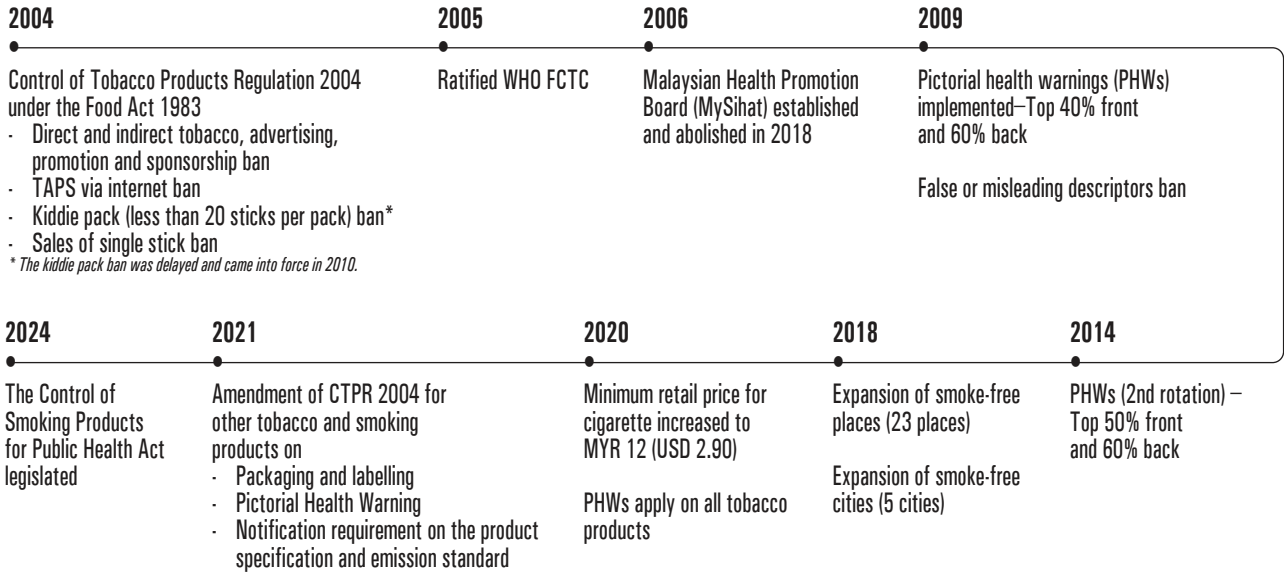 2004
Control of Tobacco Products Regulation 2004
under the Food Act 1983
- Direct and indirect tobacco, advertising,
promotion and sponsorship ban
- TAPS via internet ban
- Kiddie pack (less than 20 sticks per pack) ban*
- Sales of single stick ban
* The kiddie pack ban was delayed and came into force in 2010.
2005
Ratified WHO FCTC
2006
Malaysian Health Promotion
Board (MySihat) established
and abolished in 2018
2009
Pictorial health warnings (PHWs)
implemented–Top 40% front
and 60% back
False or misleading descriptors ban
2024
The Control of
Smoking Products
for Public Health Act
legislated
2021
Amendment of CTPR 2004 for
other tobacco and smoking
products on
- Packaging and labelling
- Pictorial Health Warning
- Notification requirement on the product
specification and emission standard
2020
Minimum retail price for
cigarette increased to
MYR 12 (USD 2.90)
PHWs apply on all tobacco
products
2018
Expansion of smoke-free
places (23 places)
Expansion of smoke-free
cities (5 cities)
2014
PHWs (2nd rotation) –
Top 50% front
and 60% back